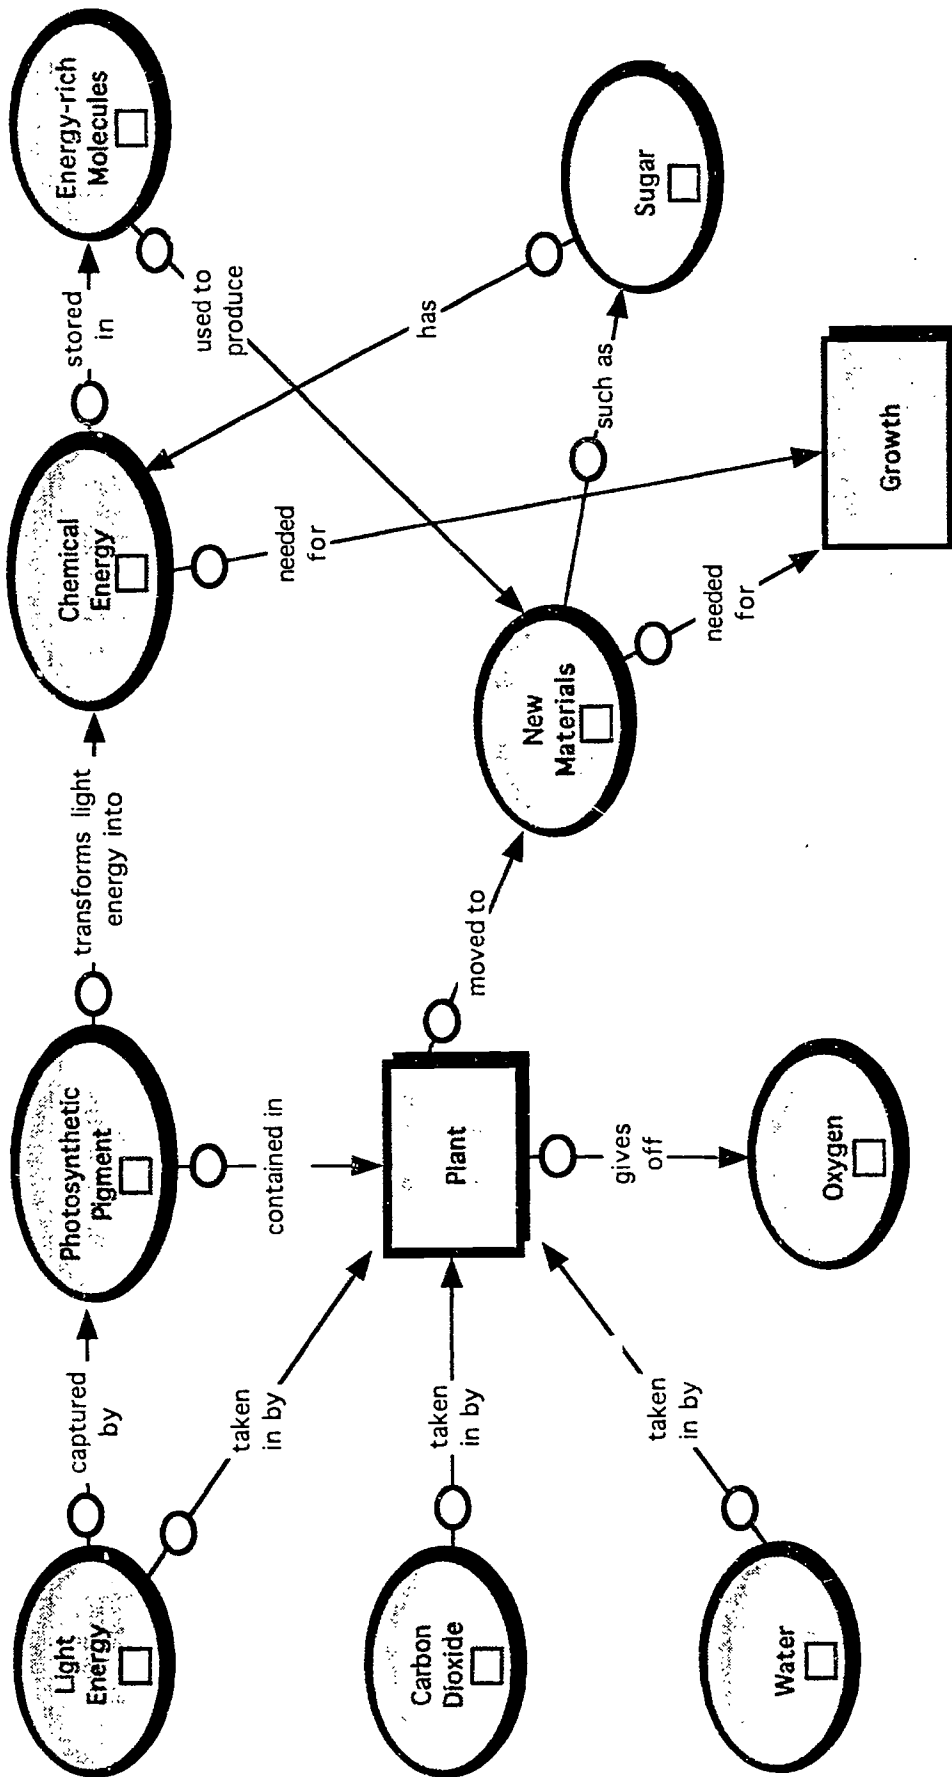 Light
Energy
captured
by
Photosynthetic
Pigment
transforms light
energy into
Chemical
Energy
stored
in
Energy-rich
Molecules
taken
in by
contained in
needed
for
used to
produce
has
Carbon
Dioxide
taken
in by
Plant
moved to
New
Materials
such as
Sugar
Water
taken
in by
gives
off
Oxygen
needed
for
Growth